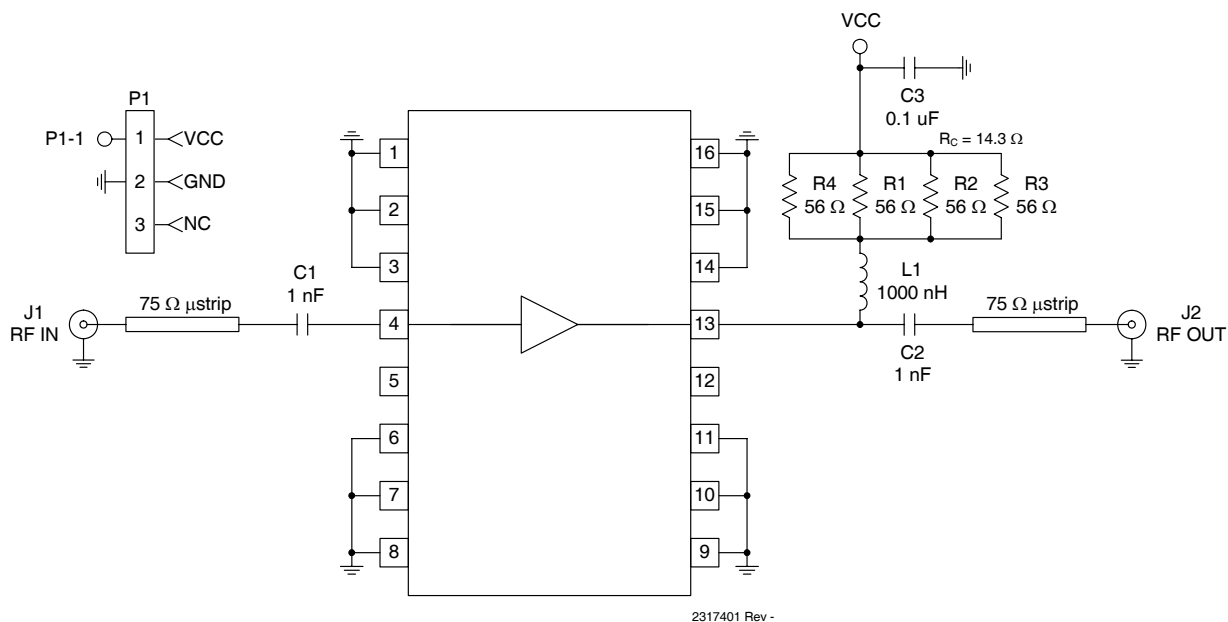 VCC
C3
0.1 uF
P1
P1-1
1
VCC
2
GND
3
NC
R_C = 14.3 Ω
R4
56 Ω
R1
56 Ω
R2
56 Ω
R3
56 Ω
L1
1000 nH
J1
RF IN
75 Ω µstrip
C1
1 nF
1
2
3
4
5
6
7
8
16
15
14
13
12
11
10
9
C2
1 nF
75 Ω µstrip
J2
RF OUT
2317401 Rev -